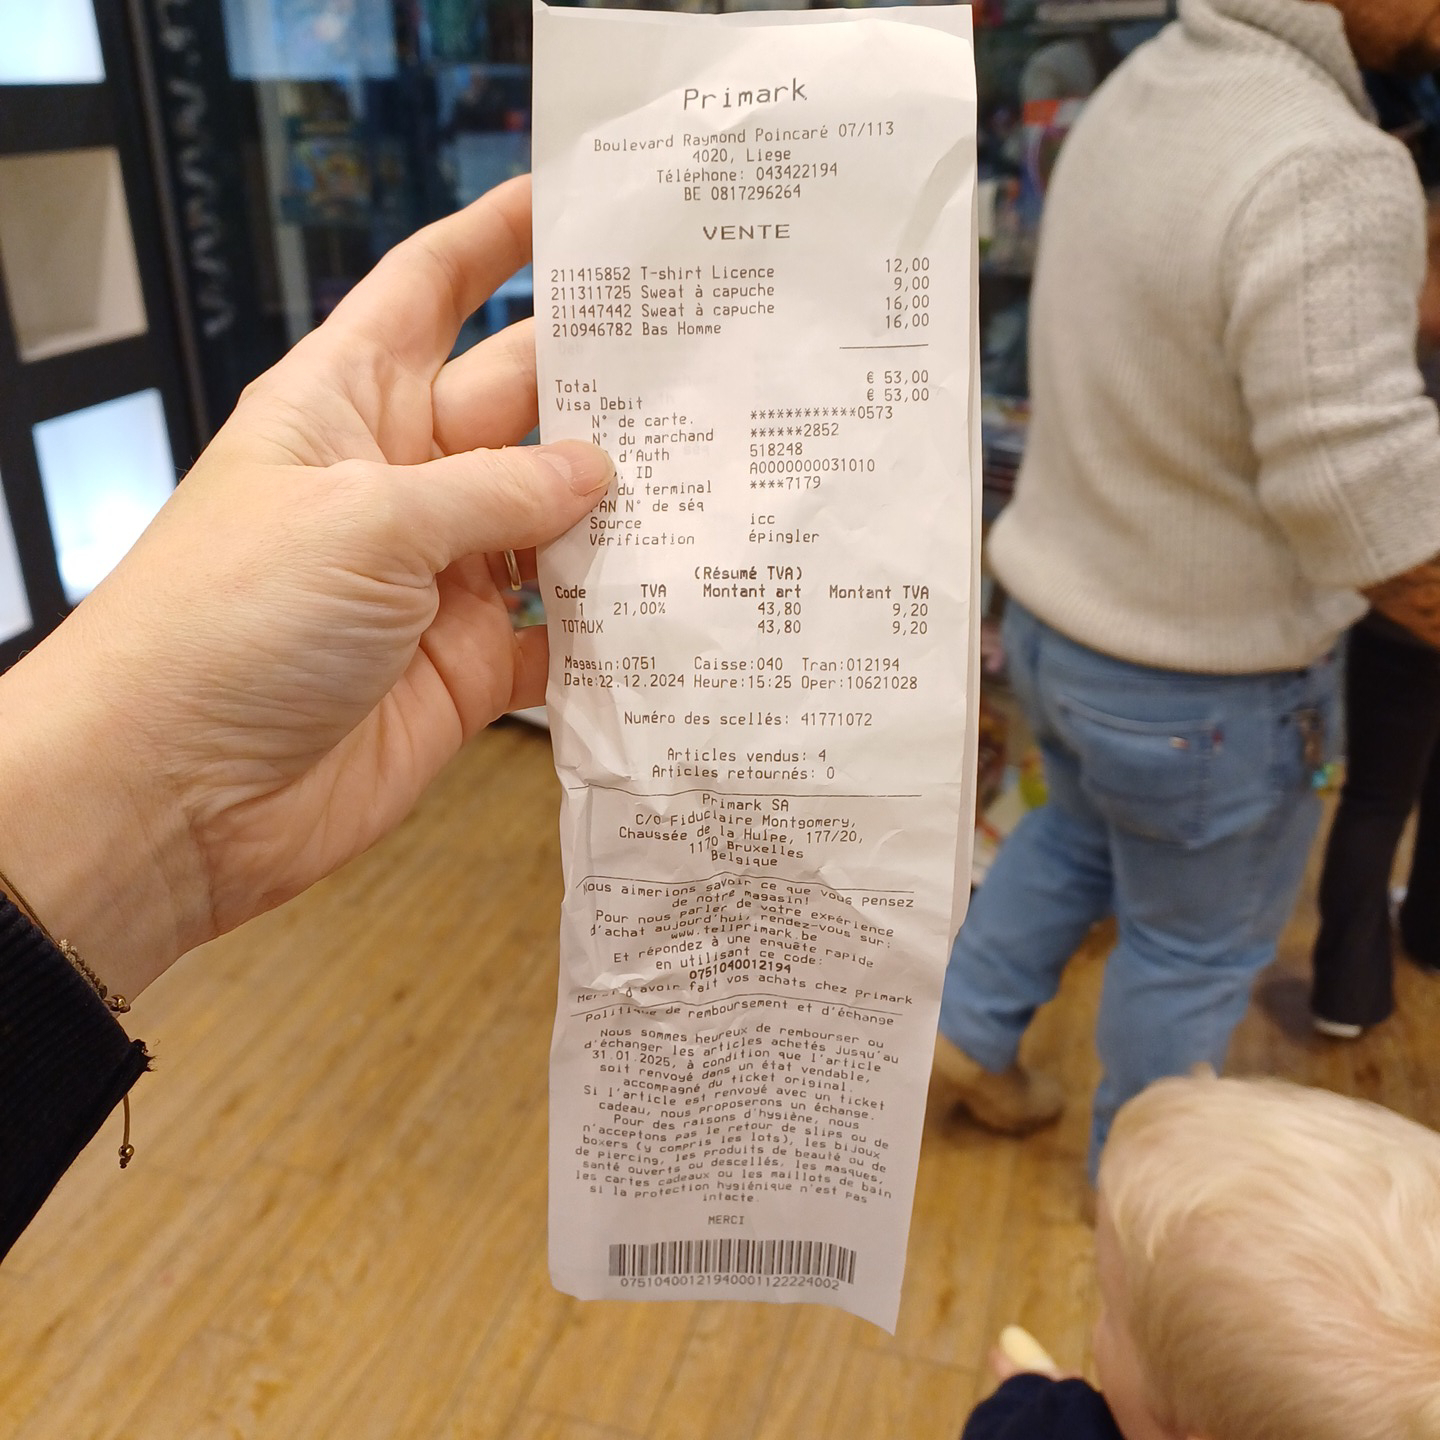 Primark
Boulevard Raymond Poincaré 07/113
4020, Liege
Téléphone: 043422194
BE 0817296264
VENTE
211415852 T-shirt Licence 12,00
211311725 Sweat à capuche 9,00
211447442 Sweat à capuche 16,00
210946782 Bas Homme 16,00
Total € 53,00
Visa Debit € 53,00
N° de carte. ************0573
N° du marchand ******2852
d'Auth 518248
ID A0000000031010
du terminal ****7179
PAN N° de séq
Source icc
Vérification épingler
(Résumé TVA)
Code TVA Montant art Montant TVA
1 21,00% 43,80 9,20
TOTAUX 43,80 9,20
Magasin:0751 Caisse:040 Tran:012194
Date:22.12.2024 Heure:15:25 Oper:10621028
Numéro des scellés: 41771072
Articles vendus: 4
Articles retournés: 0
Primark SA
C/O Fiduclaire Montgomery,
Chaussée de la Hulpe, 177/20,
1170 Bruxelles
Belgique
Nous aimerions savoir ce que vous pensez
de notre magasin!
Pour nous parler de votre expérience
d'achat aujourd'hui, rendez-vous sur:
www.tellprimark.be
Et répondez à une enquête rapide
en utilisant ce code:
0751040012194
Merci d'avoir fait vos achats chez Primark
Politique de remboursement et d'échange
Nous sommes heureux de rembourser ou
d'échanger les articles achetés jusqu'au
31.01.2025, à condition que l'article
soit renvoyé dans un état vendable,
accompagné du ticket original.
Si l'article est renvoyé avec un ticket
cadeau, nous proposerons un échange.
Pour des raisons d'hygiène, nous
n'acceptons pas le retour de slips ou de
boxers (y compris les lots), les bijoux
de piercing, les produits de beauté ou de
santé ouverts ou descellés, les masques,
les cartes cadeaux ou les maillots de bain
si la protection hygiénique n'est pas
intacte.
MERCI
07510400121940001122224002